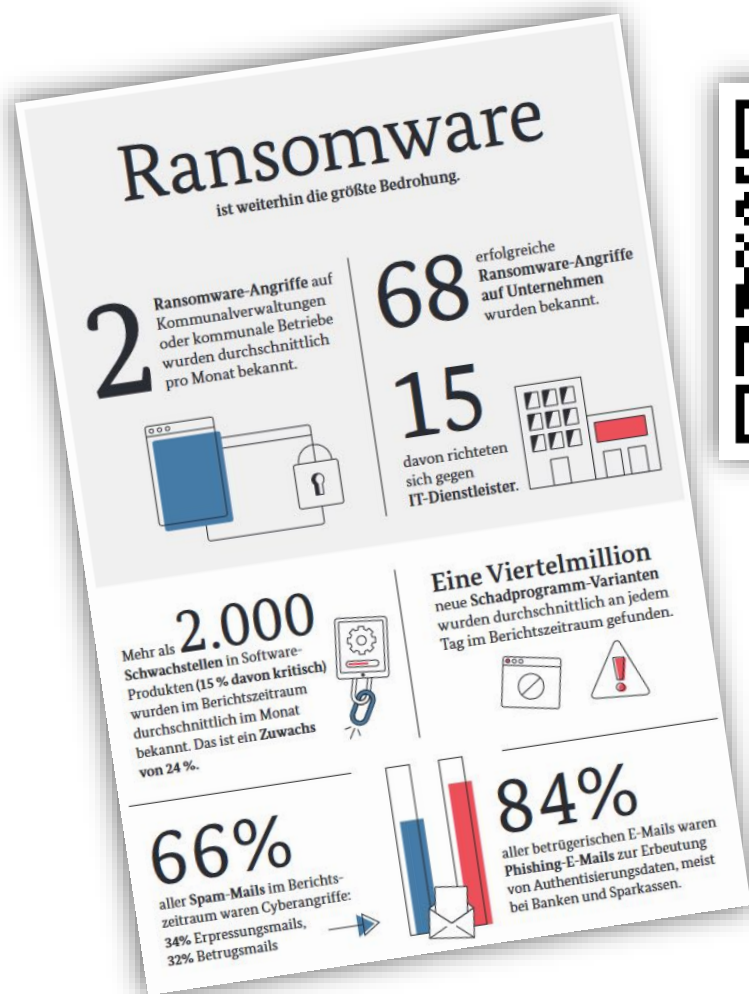 Ransomware
ist weiterhin die größte Bedrohung.
2
Ransomware-Angriffe auf
Kommunalverwaltungen
oder kommunale Betriebe
wurden durchschnittlich
pro Monat bekannt.
68
erfolgreiche
Ransomware-Angriffe
auf Unternehmen
wurden bekannt.
15
davon richteten
sich gegen
IT-Dienstleister.
Mehr als 2.000
Schwachstellen in Software-
Produkten (15 % davon kritisch)
wurden im Berichtszeitraum
durchschnittlich im Monat
bekannt. Das ist ein Zuwachs
von 24 %.
Eine Viertelmillion
neue Schadprogramm-Varianten
wurden durchschnittlich an jedem
Tag im Berichtszeitraum gefunden.
66%
aller Spam-Mails im Berichts-
zeitraum waren Cyberangriffe:
34% Erpressungsmails,
32% Betrugsmails
84%
aller betrügerischen E-Mails waren
Phishing-E-Mails zur Erbeutung
von Authentisierungsdaten, meist
bei Banken und Sparkassen.